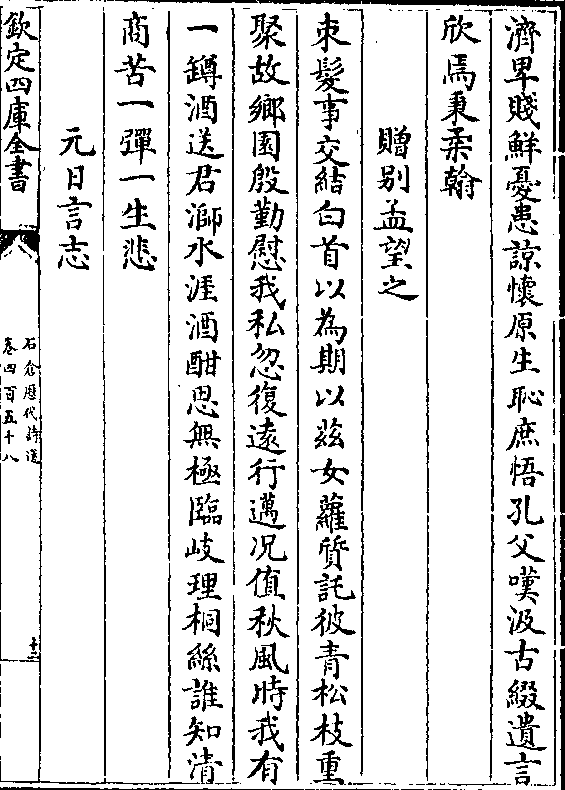 濟卑賤鮮憂患諒懷原生恥庶悟孔父嘆汲古綴遺言
欣焉秉柔翰
贈别孟望之
束髮事交結白首以為期以兹女蘿質託彼青松枝重
聚故鄉園殷勤慰我私忽復遠行邁况值秋風時我有
一罇酒送君㶚水涯酒酣思無極臨岐理桐絲誰知清
商苦一彈一生悲
元日言志
欽定四庫全書
石倉歷代詩選
卷四百五十八
十三